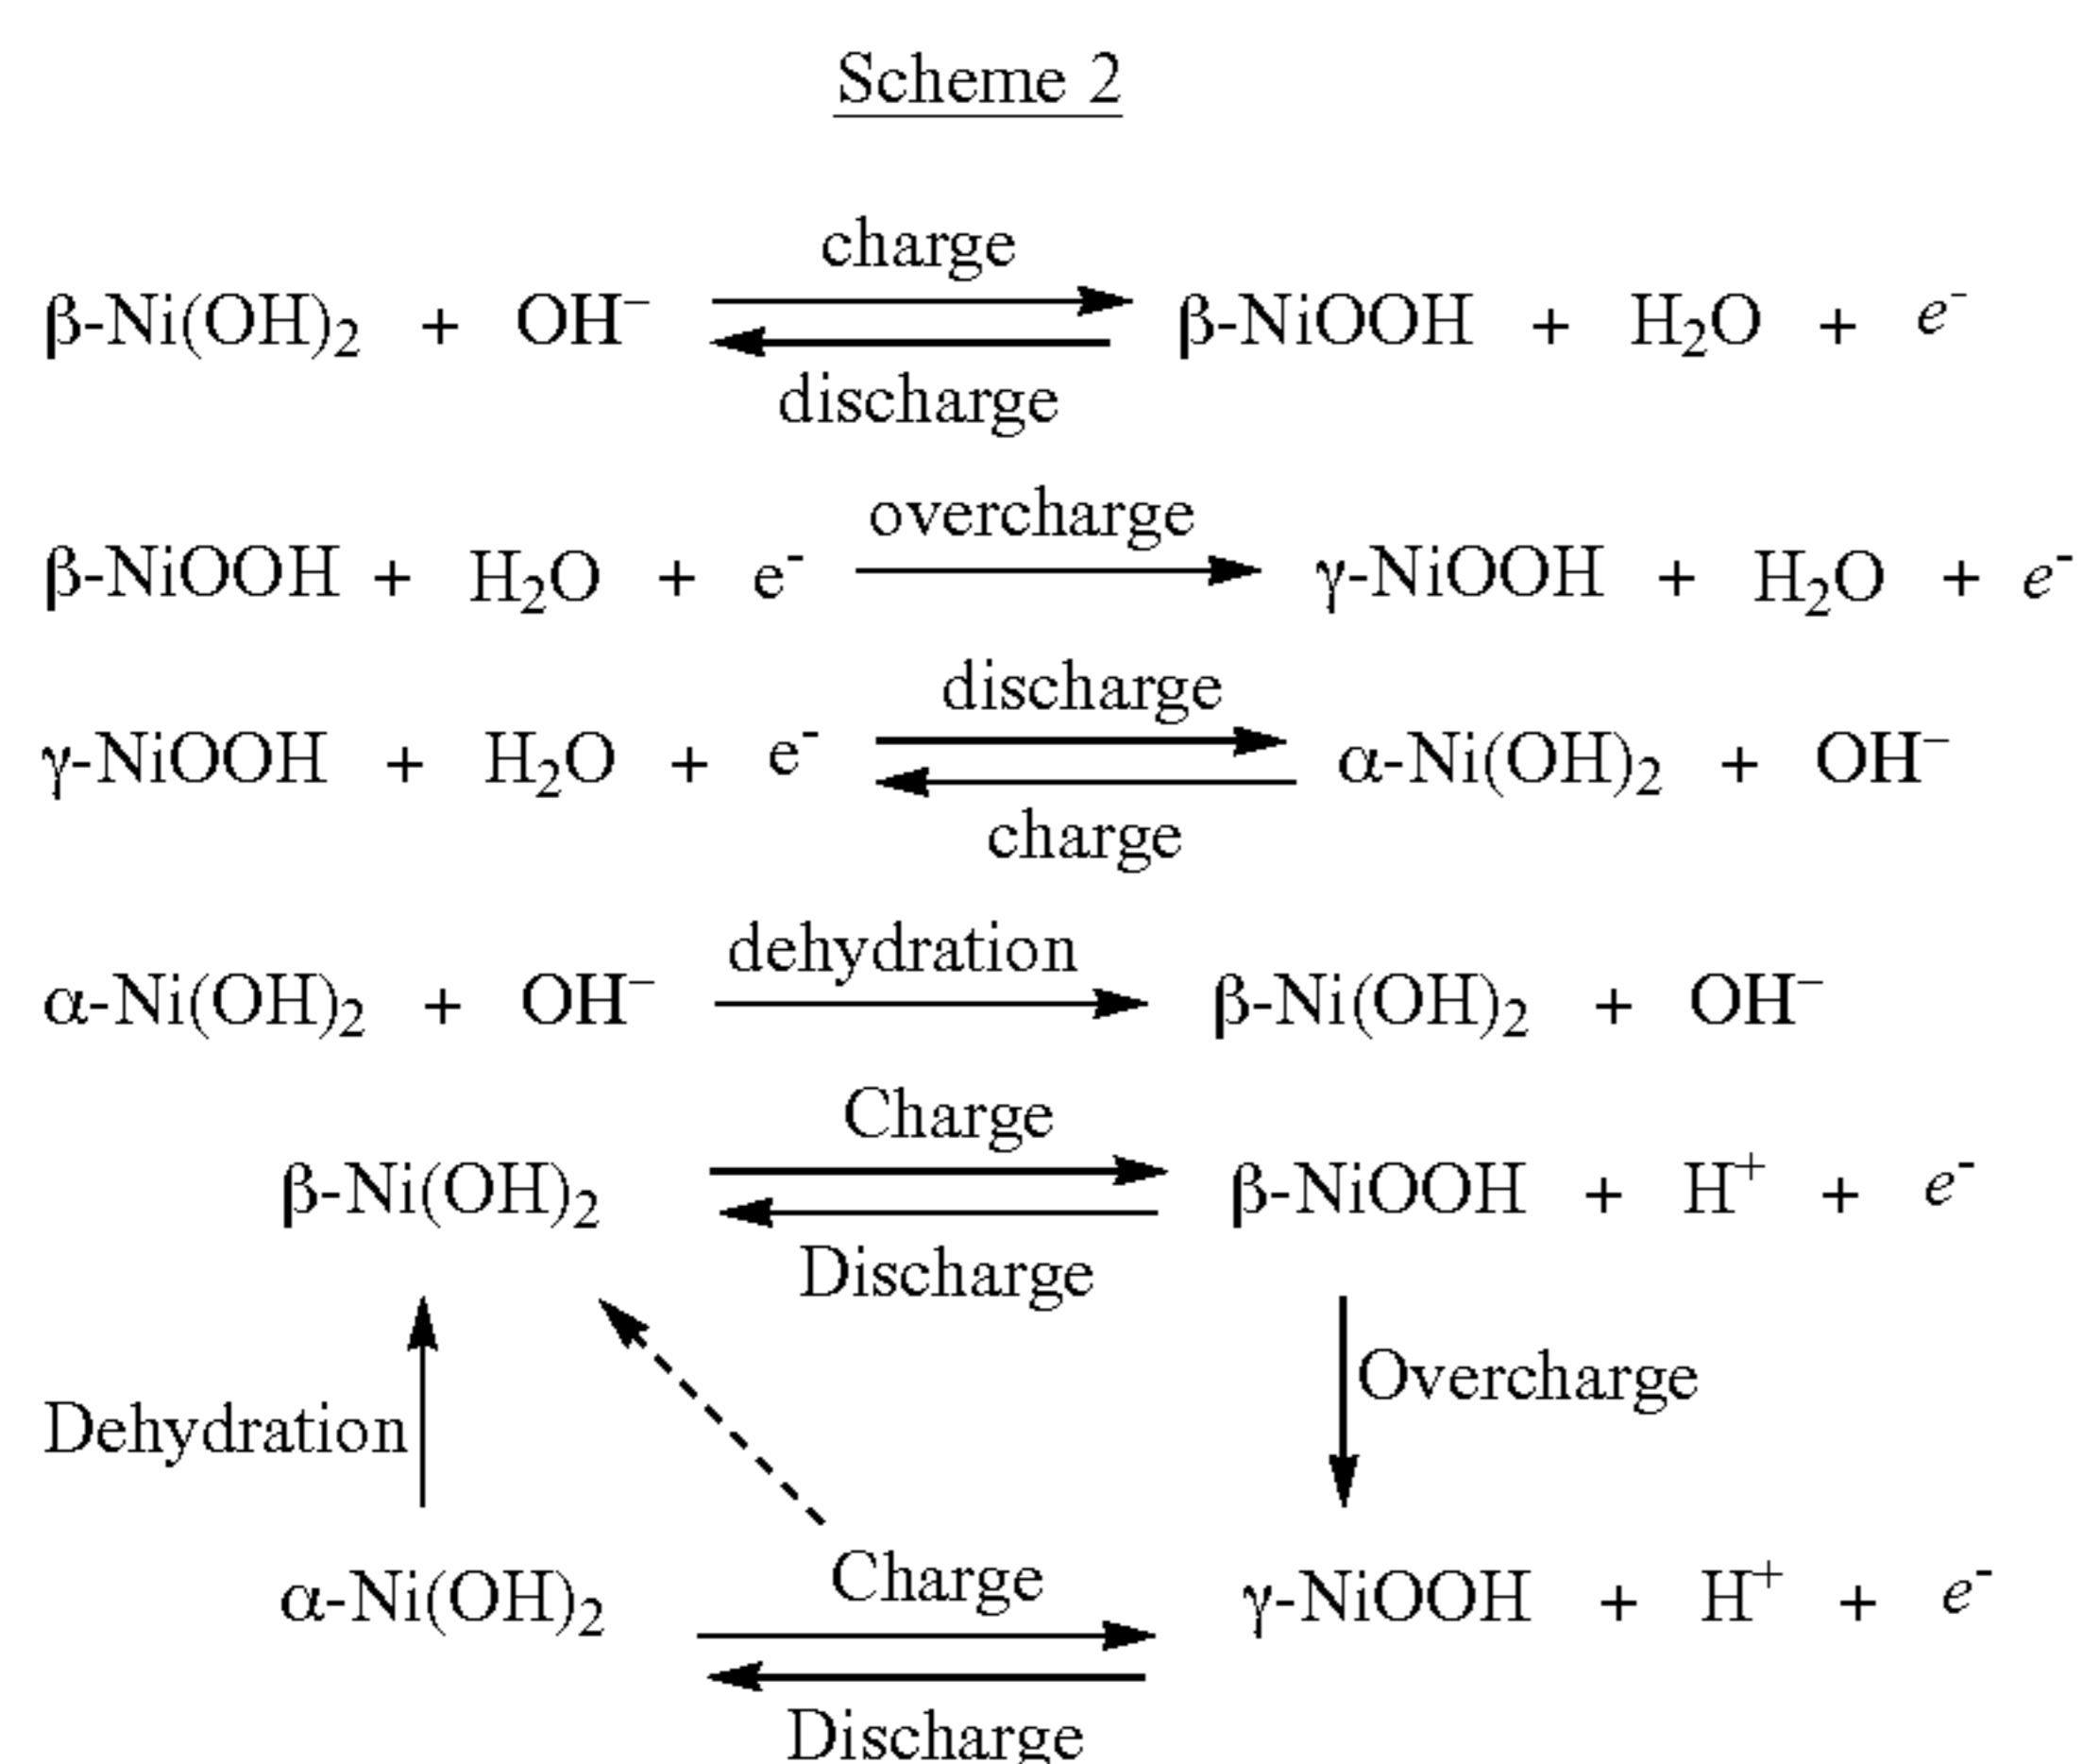 Scheme 2
charge
β-Ni(OH)₂ + OH⁻ β-NiOOH + H₂O + e⁻
discharge
overcharge
β-NiOOH + H₂O + e⁻ γ-NiOOH + H₂O + e⁻
discharge
γ-NiOOH + H₂O + e⁻ α-Ni(OH)₂ + OH⁻
charge
dehydration
α-Ni(OH)₂ + OH⁻ β-Ni(OH)₂ + OH⁻
Charge
β-Ni(OH)₂ β-NiOOH + H⁺ + e⁻
Discharge
Overcharge
Dehydration
Charge
α-Ni(OH)₂ γ-NiOOH + H⁺ + e⁻
Discharge